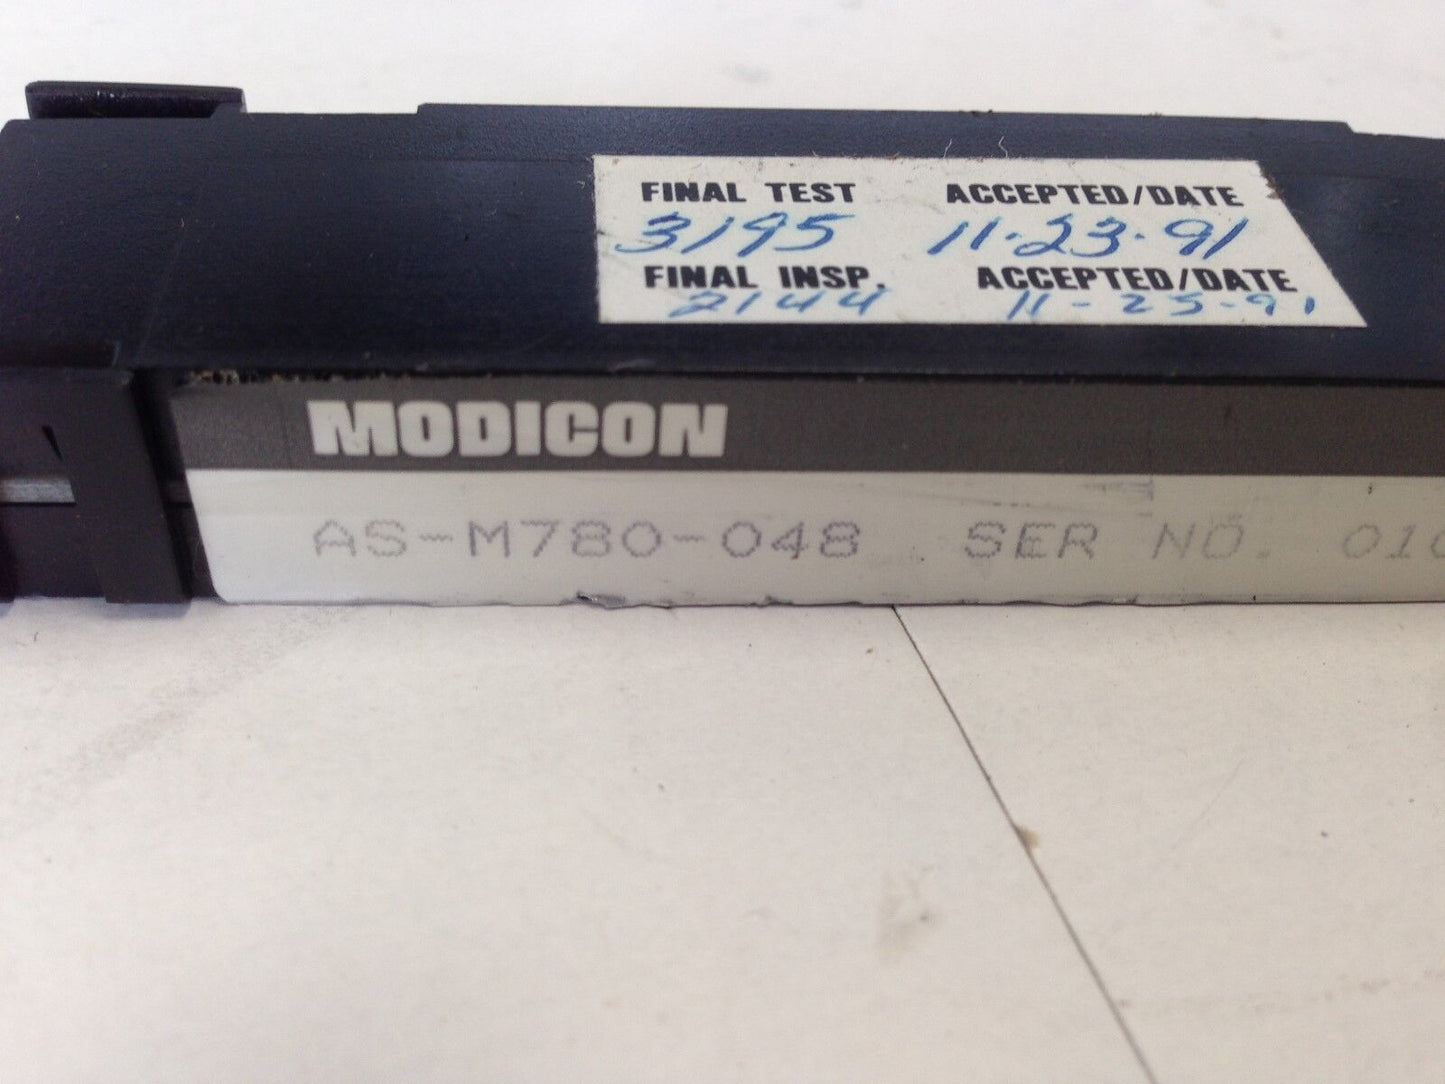 FINAL TEST ACCEPTED/DATE
3195 11·23·91
FINAL INSP. ACCEPTED/DATE
2144 11-25-91
MODICON
AS-M780-048 SER NO. 010